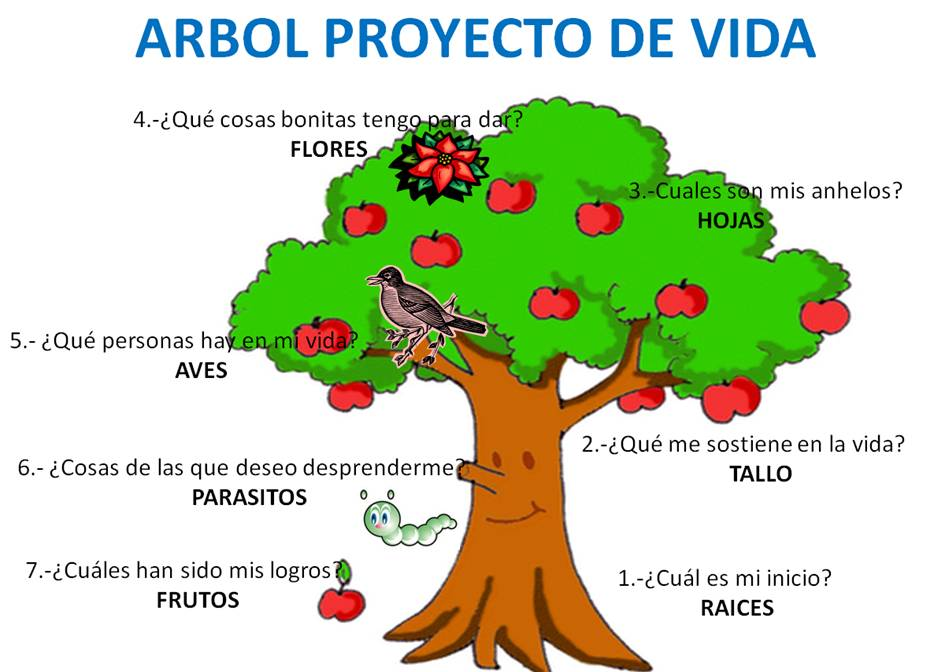 ARBOL PROYECTO DE VIDA
4.-¿Qué cosas bonitas tengo para dar?
FLORES
3.-Cuales son mis anhelos?
HOJAS
5.- ¿Qué personas hay en mi vida?
AVES
2.-¿Qué me sostiene en la vida?
TALLO
6.- ¿Cosas de las que deseo desprenderme?
PARASITOS
7.-¿Cuáles han sido mis logros?
FRUTOS
1.-¿Cuál es mi inicio?
RAICES